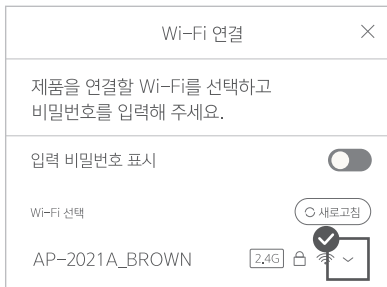 Wi-Fi 연결
제품을 연결할 Wi-Fi를 선택하고
비밀번호를 입력해 주세요.
입력 비밀번호 표시
Wi-Fi 선택
새로고침
AP-2021A_BROWN
2.4G